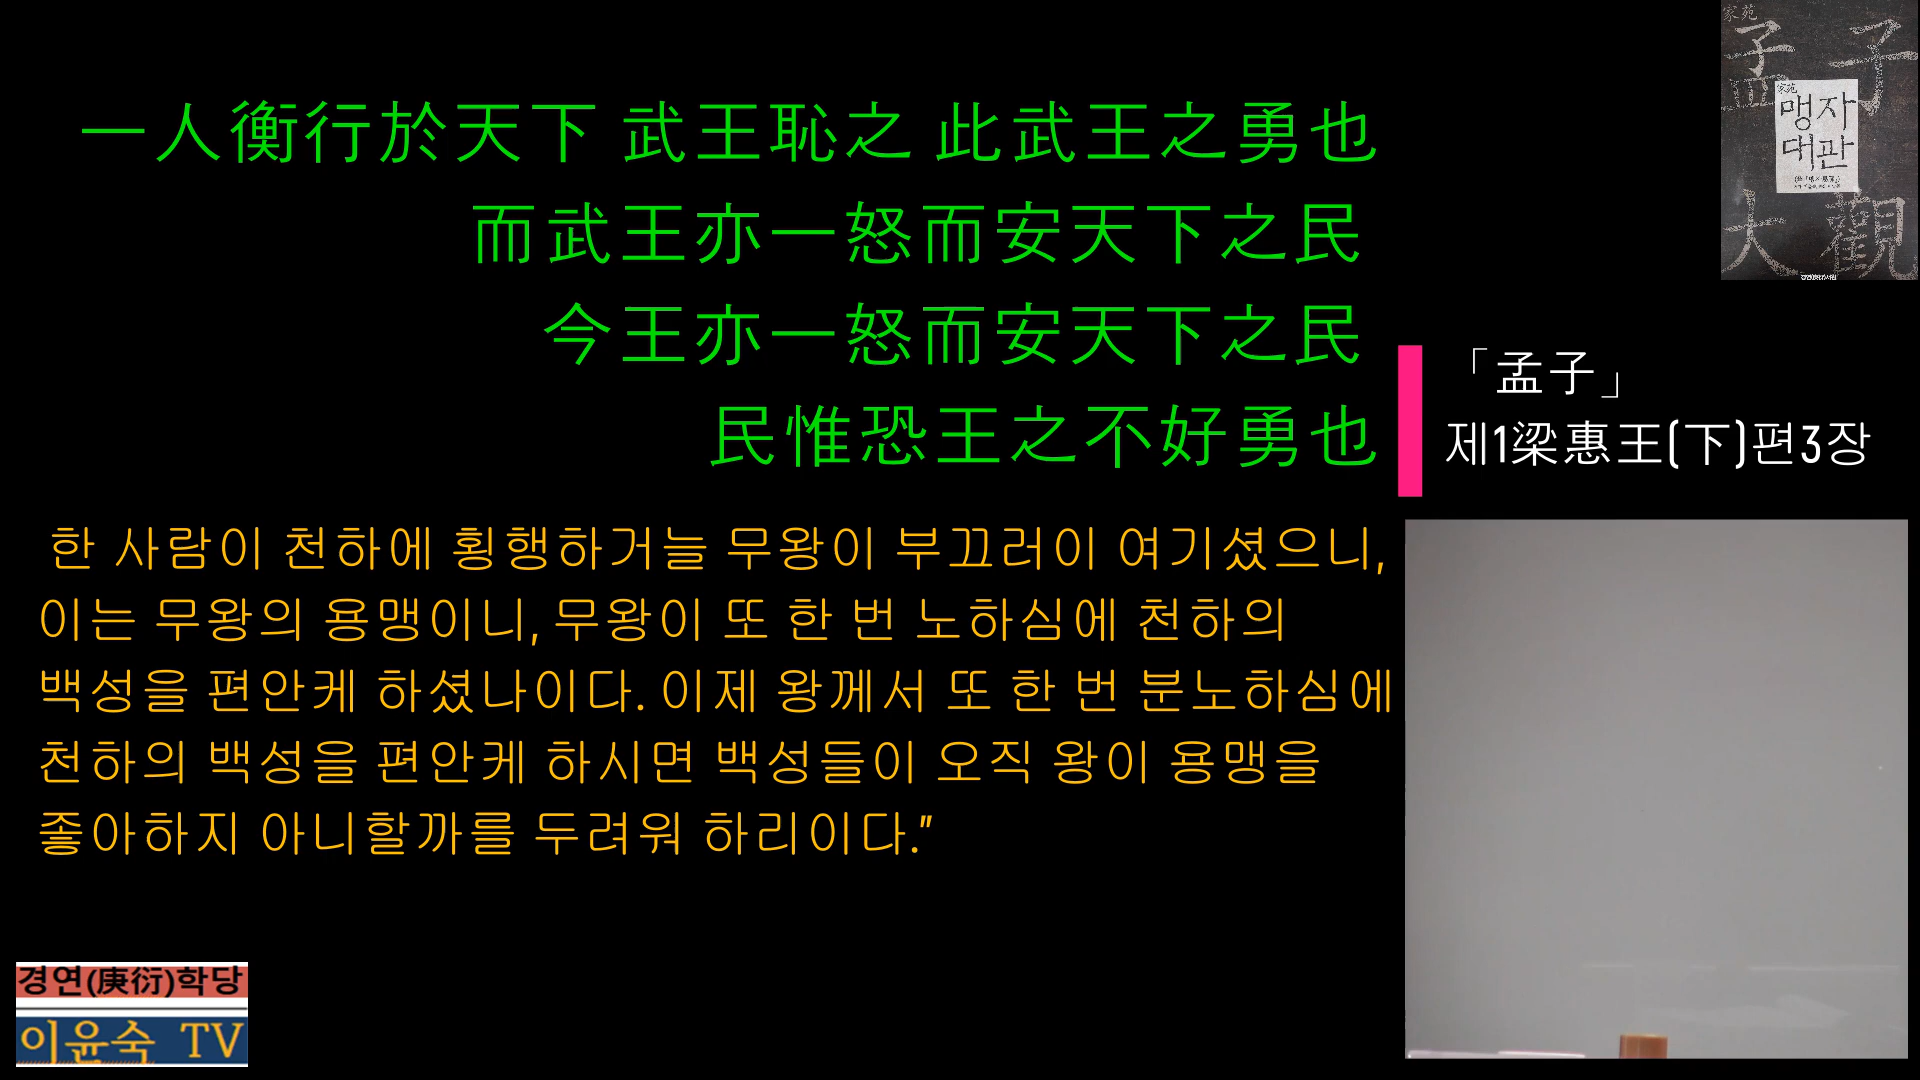 一人衡行於天下 武王恥之 此武王之勇也
而武王亦一怒而安天下之民
今王亦一怒而安天下之民
民惟恐王之不好勇也
「孟子」
제1梁惠王(下)편3장
한 사람이 천하에 횡행하거늘 무왕이 부끄러이 여기셨으니,
이는 무왕의 용맹이니, 무왕이 또 한 번 노하심에 천하의
백성을 편안케 하셨나이다. 이제 왕께서 또 한 번 분노하심에
천하의 백성을 편안케 하시면 백성들이 오직 왕이 용맹을
좋아하지 아니할까를 두려워 하리이다."
家苑
孟子
家苑
맹자
대관
大觀
경연(庚衍)학당
이윤숙 TV